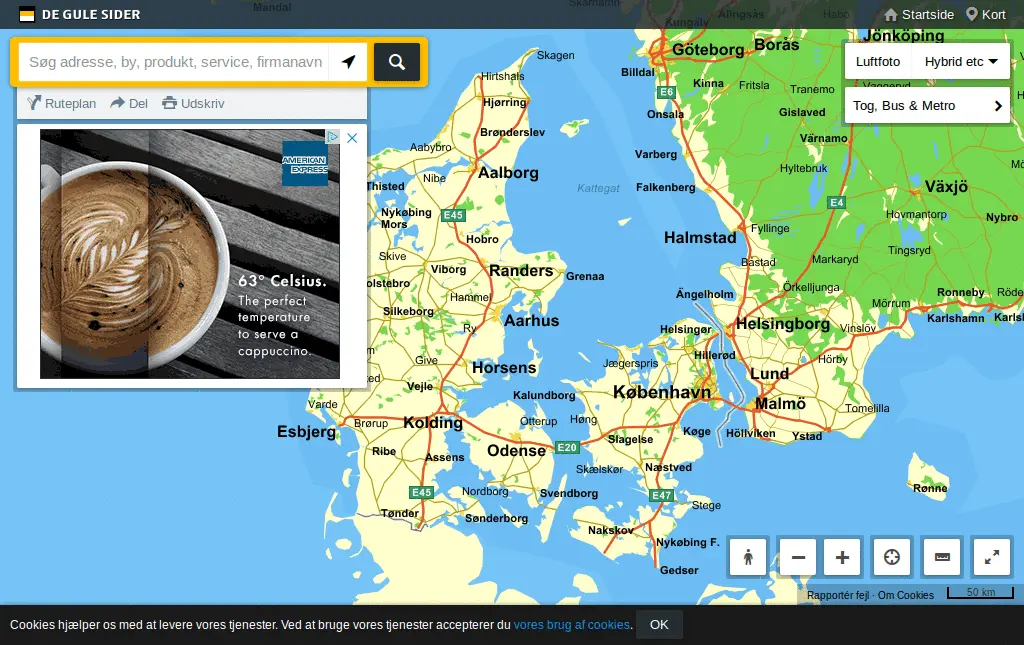 DE GULE SIDER
Mandal
Skärhamn
Kungälv
Alingsås
Habo
Startside
Kort
Søg adresse, by, produkt, service, firmanavn
Ruteplan
Del
Udskriv
Luftfoto
Hybrid etc
Tog, Bus & Metro
AMERICAN EXPRESS
63° Celsius.
The perfect
temperature
to serve a
cappuccino.
Skagen
Hirtshals
Hjørring
Brønderslev
Aabybro
Aalborg
Nibe
Thisted
Nykøbing
Mors
E45
Hobro
Skive
Viborg
Randers
Grenaa
olstebro
Hammel
Silkeborg
Aarhus
Ry
Give
Horsens
Vejle
Varde
Brørup
Kolding
Esbjerg
Ribe
Assens
Odense
E20
E45
Nordborg
Svendborg
Tønder
Sønderborg
Kattegat
Göteborg
Borås
Jönköping
Vaggeryd
Billdal
Kinna
Fritsla
Tranemo
E6
Onsala
Gislaved
Värnamo
Varberg
Hyltebruk
Falkenberg
Växjö
E4
Hovmantorp
Nybro
Fyllinge
Halmstad
Tingsryd
Båstad
Markaryd
Ängelholm
Örkelljunga
Ronneby
Röde
Mörrum
Karlshamn
Karlsk
Helsingør
Helsingborg
Vinslöv
Hillerød
Jægerspris
Hörby
Lund
København
Kalundborg
Malmö
Tomelilla
Otterup
Høng
Køge
Höllviken
Ystad
Slagelse
Skælskør
Næstved
E47
Stege
Nakskov
Nykøbing F.
Gedser
Rønne
Rapportér fejl · Om Cookies
50 km
Cookies hjælper os med at levere vores tjenester. Ved at bruge vores tjenester accepterer du vores brug af cookies.
OK